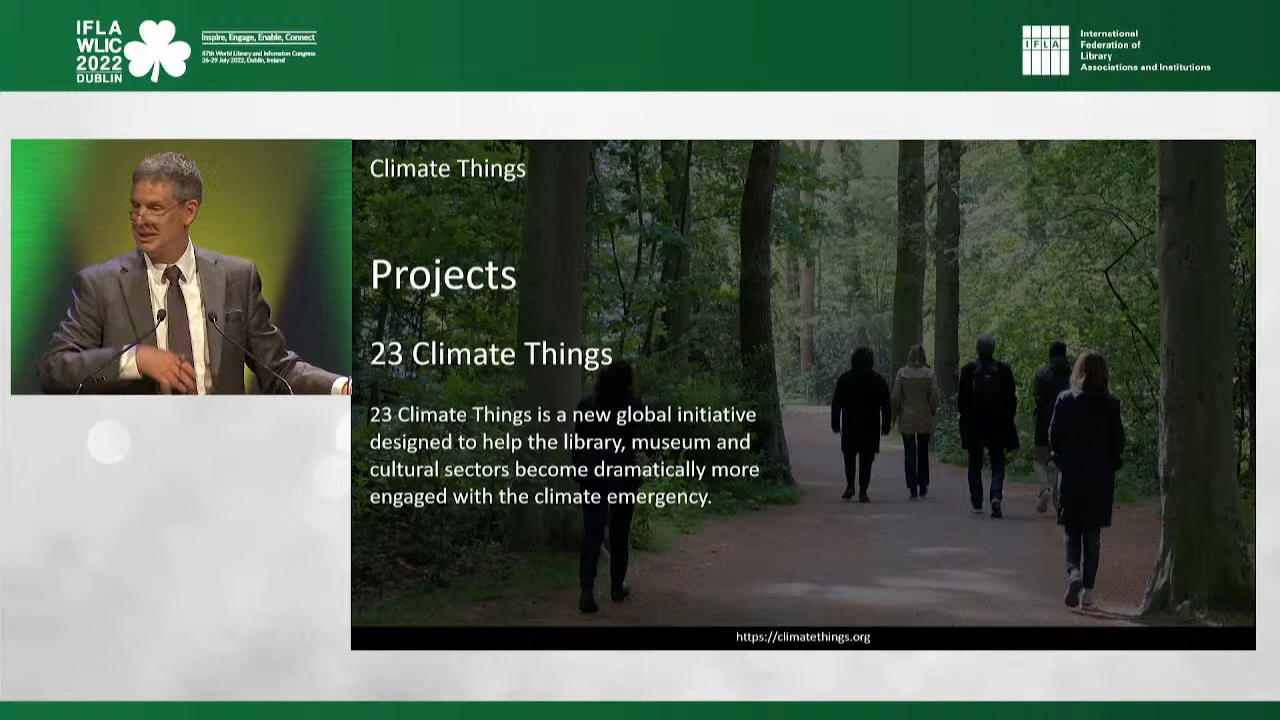 IFLA
WLIC
2022
DUBLIN
Inspire, Engage, Enable, Connect
87th World Library and Infomaton Congress
26-29 July 2022, Dublin, Ireland
IFLA
International
Federation of
Library
Associations and Institutions
Climate Things
Projects
23 Climate Things
23 Climate Things is a new global initiative
designed to help the library, museum and
cultural sectors become dramatically more
engaged with the climate emergency.
https://climatethings.org